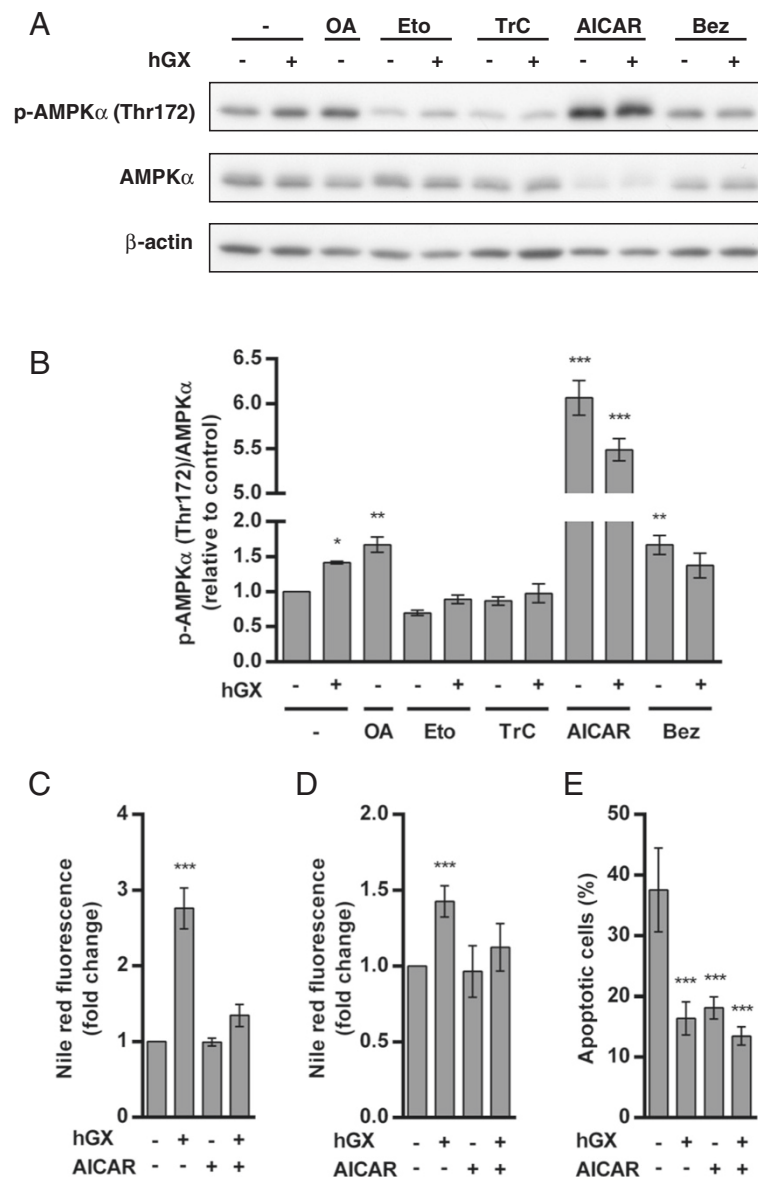 A
- OA Eto TrC AICAR Bez
hGX - + - - + - + - + - +
p-AMPKα (Thr172)
AMPKα
β-actin
B
p-AMPKα (Thr172)/AMPKα
(relative to control)
6.5
6.0
5.5
5.0
2.0
1.5
1.0
0.5
0.0
* ** *** *** **
hGX - + - - + - + - + - +
- OA Eto TrC AICAR Bez
C
Nile red fluorescence
(fold change)
4
3
2
1
0
***
hGX - + - +
AICAR - - + +
D
Nile red fluorescence
(fold change)
2.0
1.5
1.0
0.5
0.0
***
hGX - + - +
AICAR - - + +
E
Apoptotic cells (%)
50
40
30
20
10
0
*** *** ***
hGX - + - +
AICAR - - + +